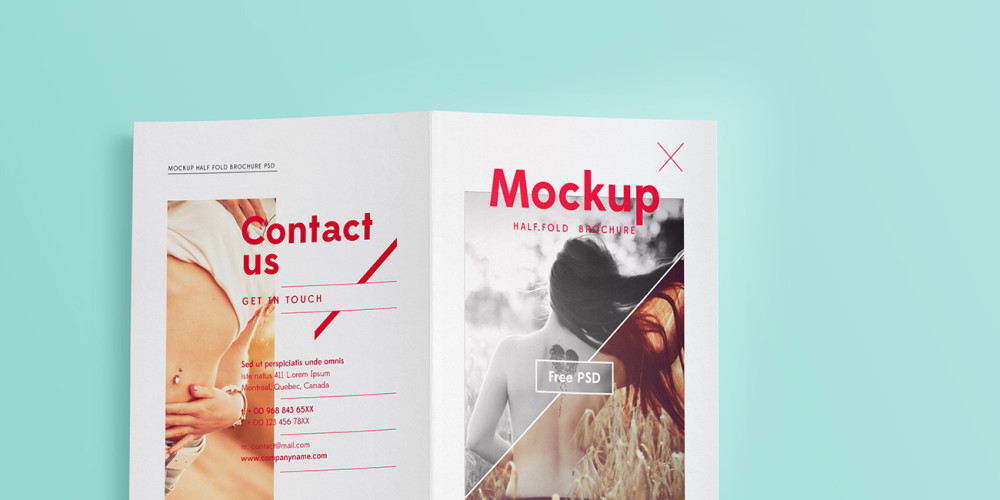 MOCKUP HALF FOLD BROCHURE PSD
Contact
us
GET IN TOUCH
Sed ut perspiciatis unde omnis
iste natus 411 Lorem Ipsum
Montreal, Quebec, Canada
t. + 00 968 843 65XX
+ 00 123 456 78XX
m. contact@mail.com
www.companyname.com
Mockup
HALF.FOLD BROCHURE
Free PSD